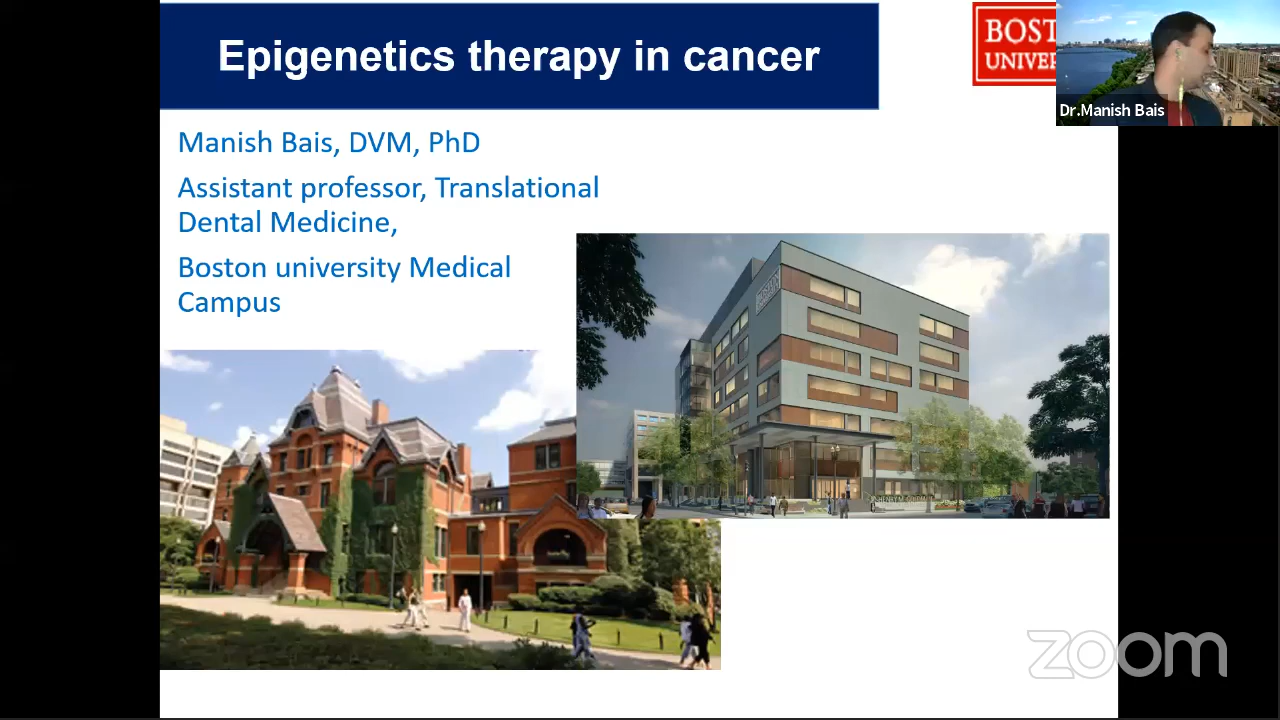 Epigenetics therapy in cancer
BOST
UNIVER
Dr.Manish Bais
Manish Bais, DVM, PhD
Assistant professor, Translational
Dental Medicine,
Boston university Medical
Campus
zoom